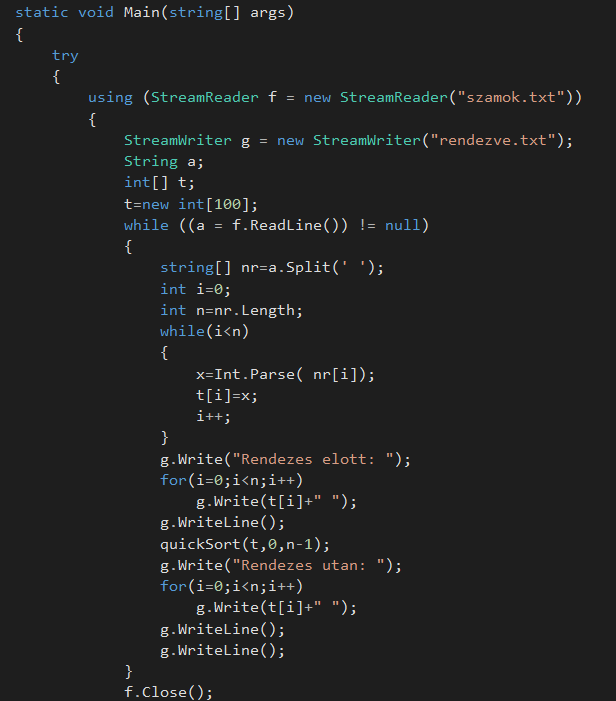 static void Main(string[] args)
{
    try
    {
        using (StreamReader f = new StreamReader("szamok.txt"))
        {
            StreamWriter g = new StreamWriter("rendezve.txt");
            String a;
            int[] t;
            t=new int[100];
            while ((a = f.ReadLine()) != null)
            {
                string[] nr=a.Split(' ');
                int i=0;
                int n=nr.Length;
                while(i<n)
                {
                    x=Int.Parse( nr[i]);
                    t[i]=x;
                    i++;
                }
                g.Write("Rendezes elott: ");
                for(i=0;i<n;i++)
                    g.Write(t[i]+" ");
                g.WriteLine();
                quickSort(t,0,n-1);
                g.Write("Rendezes utan: ");
                for(i=0;i<n;i++)
                    g.Write(t[i]+" ");
                g.WriteLine();
                g.WriteLine();
            }
            f.Close();